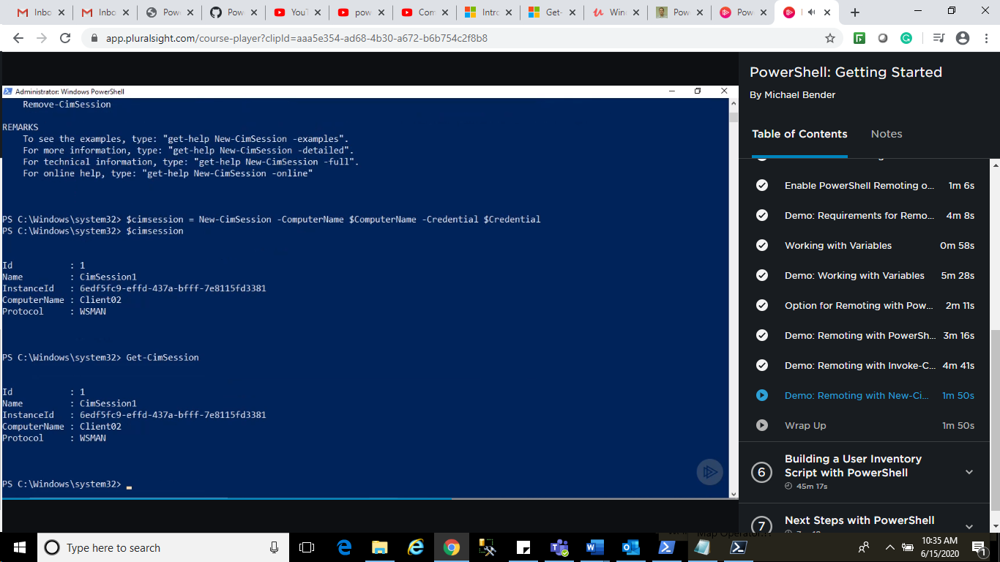 Inbo
Inbo
Pow
Pow
YouT
pow
Com
Intro
Get-
Win
Pow
Pow
app.pluralsight.com/course-player?clipId=aaa5e354-ad68-4b30-a672-b6b754c2f8b8
Administrator: Windows PowerShell
Remove-CimSession
REMARKS
To see the examples, type: "get-help New-CimSession -examples".
For more information, type: "get-help New-CimSession -detailed".
For technical information, type: "get-help New-CimSession -full".
For online help, type: "get-help New-CimSession -online"
PS C:\Windows\system32> $cimsession = New-CimSession -ComputerName $ComputerName -Credential $Credential
PS C:\Windows\system32> $cimsession
Id : 1
Name : CimSession1
InstanceId : 6edf5fc9-effd-437a-bfff-7e8115fd3381
ComputerName : Client02
Protocol : WSMAN
PS C:\Windows\system32> Get-CimSession
Id : 1
Name : CimSession1
InstanceId : 6edf5fc9-effd-437a-bfff-7e8115fd3381
ComputerName : Client02
Protocol : WSMAN
PS C:\Windows\system32>
PowerShell: Getting Started
By Michael Bender
Table of Contents Notes
Enable PowerShell Remoting o... 1m 6s
Demo: Requirements for Remo... 4m 8s
Working with Variables 0m 58s
Demo: Working with Variables 5m 28s
Option for Remoting with Pow... 2m 11s
Demo: Remoting with PowerSh... 3m 16s
Demo: Remoting with Invoke-C... 4m 41s
Demo: Remoting with New-Ci... 1m 50s
Wrap Up 1m 50s
6 Building a User Inventory
Script with PowerShell
45m 17s
7 Next Steps with PowerShell
Type here to search
10:35 AM
6/15/2020
1